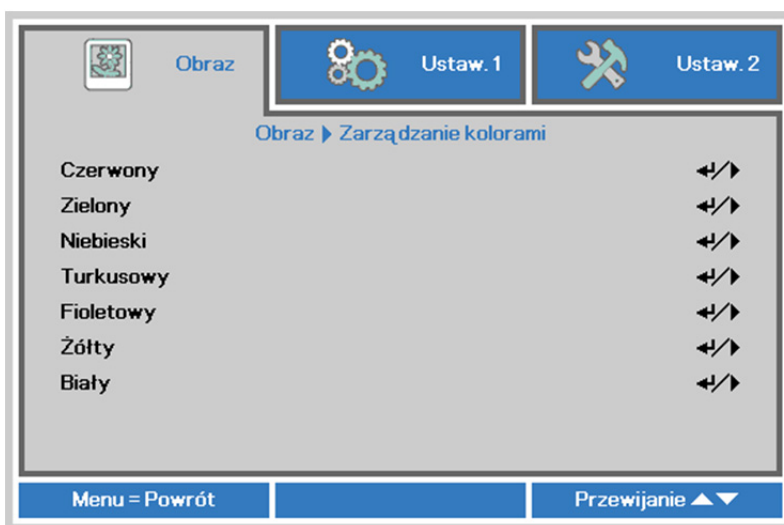 Obraz
Ustaw. 1
Ustaw. 2
Obraz ▶ Zarządzanie kolorami
Czerwony ↵/▶
Zielony ↵/▶
Niebieski ↵/▶
Turkusowy ↵/▶
Fioletowy ↵/▶
Żółty ↵/▶
Biały ↵/▶
Menu = Powrót
Przewijanie ▲▼